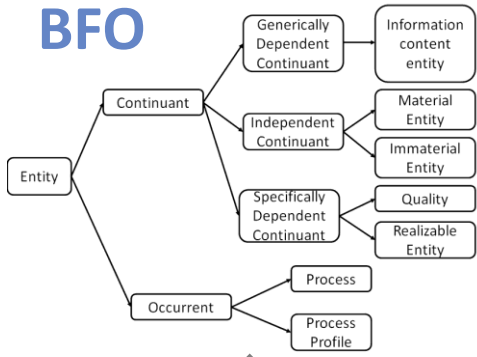 BFO
Generically
Dependent
Continuant
Information
content
entity
Continuant
Independent
Continuant
Material
Entity
Immaterial
Entity
Entity
Specifically
Dependent
Continuant
Quality
Realizable
Entity
Occurrent
Process
Process
Profile